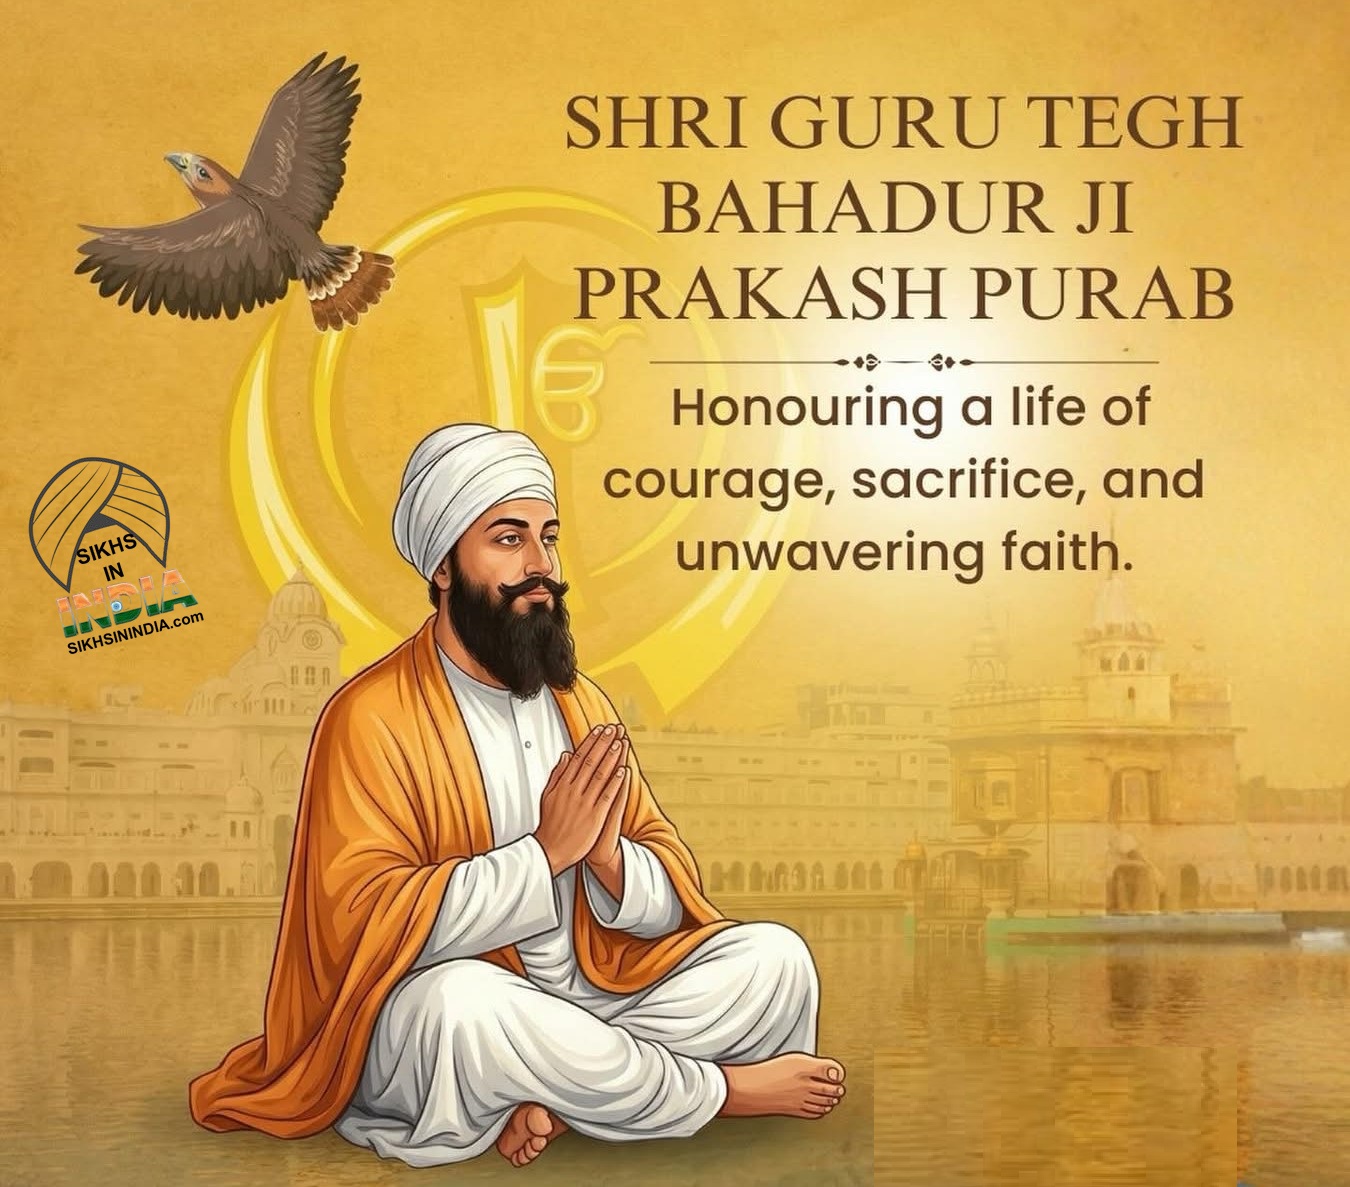 SHRI GURU TEGH
BAHADUR JI
PRAKASH PURAB
Honouring a life of
courage, sacrifice, and
unwavering faith.
ੴ
SIKHS
IN
INDIA
SIKHSININDIA.com